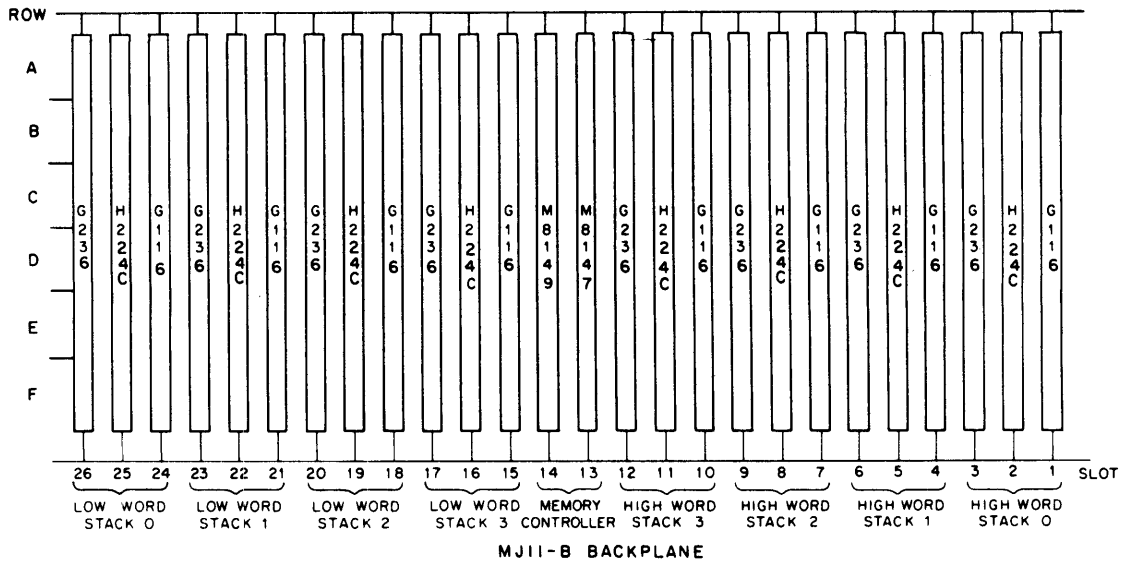 ROW
A
B
C
D
E
F
G236 H224C G116 G236 H224C G116 G236 H224C G116 G236 H224C G116 M8149 M8147 G236 H224C G116 G236 H224C G116 G236 H224C G116 G236 H224C G116
26 25 24 23 22 21 20 19 18 17 16 15 14 13 12 11 10 9 8 7 6 5 4 3 2 1 SLOT
LOW WORD STACK 0
LOW WORD STACK 1
LOW WORD STACK 2
LOW WORD STACK 3
MEMORY CONTROLLER
HIGH WORD STACK 3
HIGH WORD STACK 2
HIGH WORD STACK 1
HIGH WORD STACK 0
MJ11-B BACKPLANE